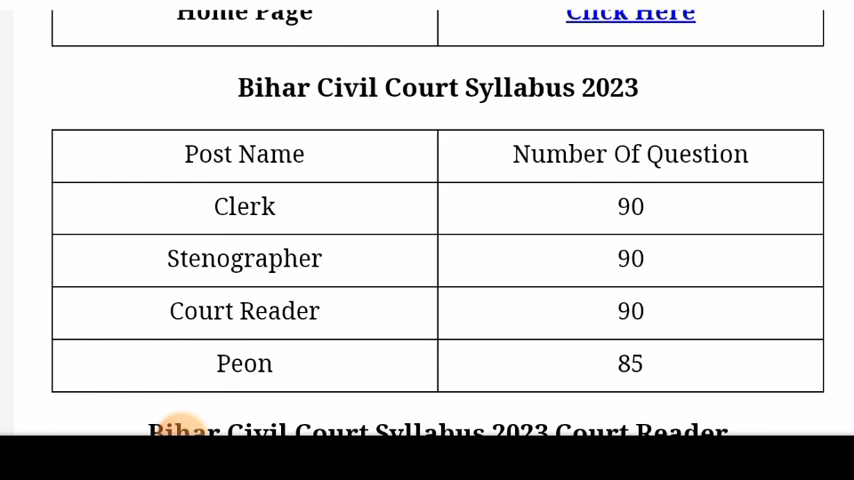 Home Page Click Here
Bihar Civil Court Syllabus 2023
Post Name Number Of Question
Clerk 90
Stenographer 90
Court Reader 90
Peon 85
Bihar Civil Court Syllabus 2023 Court Reader